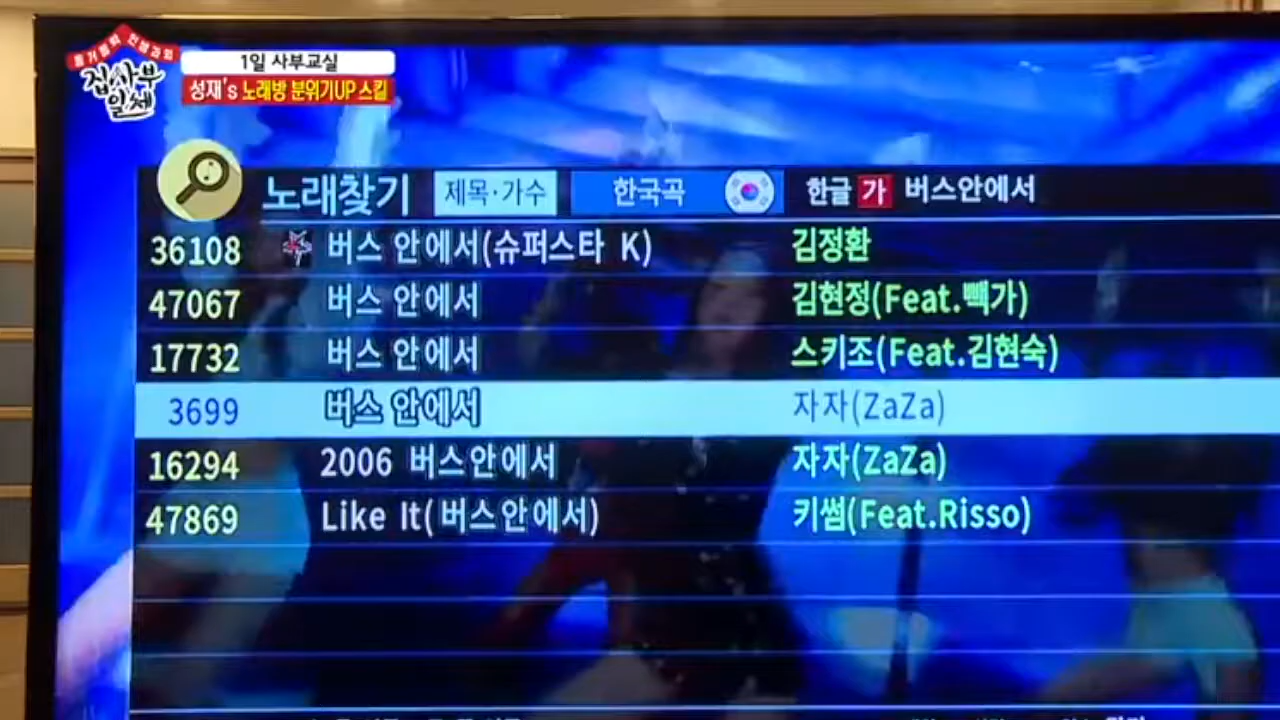 집사부
일체
1일 사부교실
성재's 노래방 분위기UP 스킬
노래찾기 제목·가수 한국곡 한글 가 버스안에서
36108 버스 안에서(슈퍼스타 K) 김정환
47067 버스 안에서 김현정(Feat.빽가)
17732 버스 안에서 스키조(Feat.김현숙)
3699 버스 안에서 자자(ZaZa)
16294 2006 버스안에서 자자(ZaZa)
47869 Like It(버스안에서) 키썸(Feat.Risso)